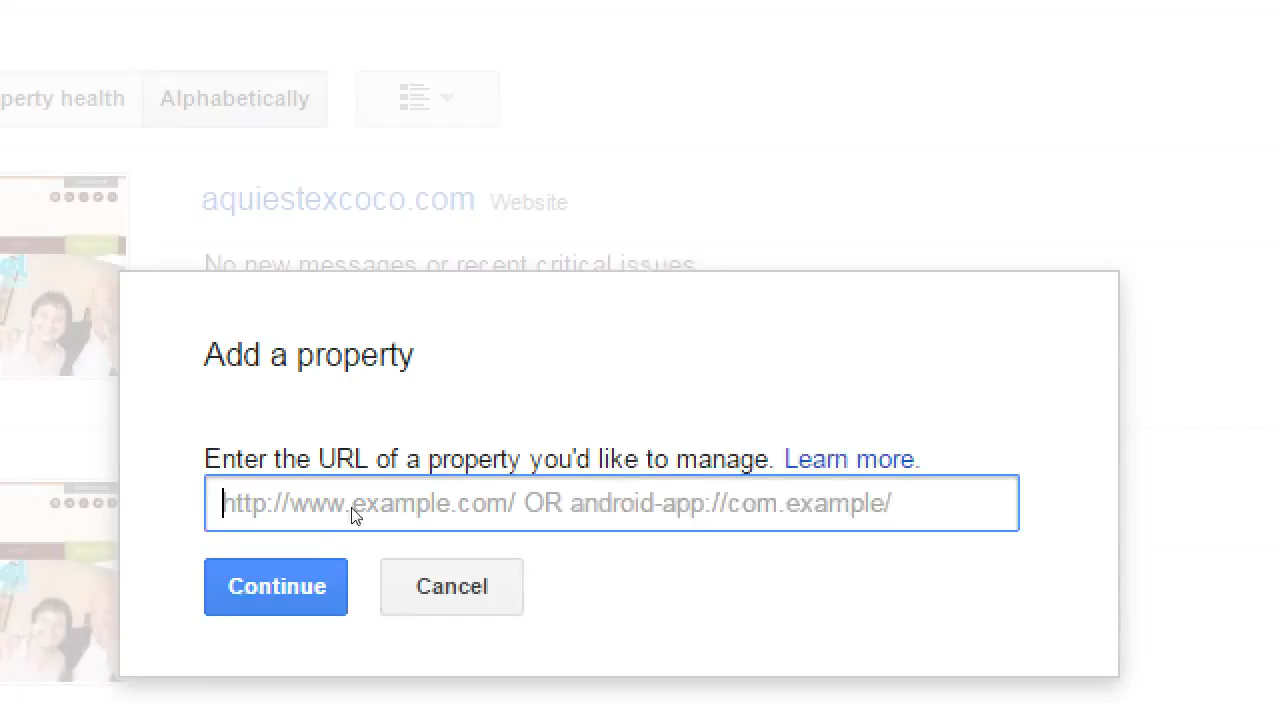 perty health
Alphabetically
aquiestexcoco.com Website
No new messages or recent critical issues
Add a property
Enter the URL of a property you'd like to manage. Learn more.
http://www.example.com/ OR android-app://com.example/
Continue
Cancel